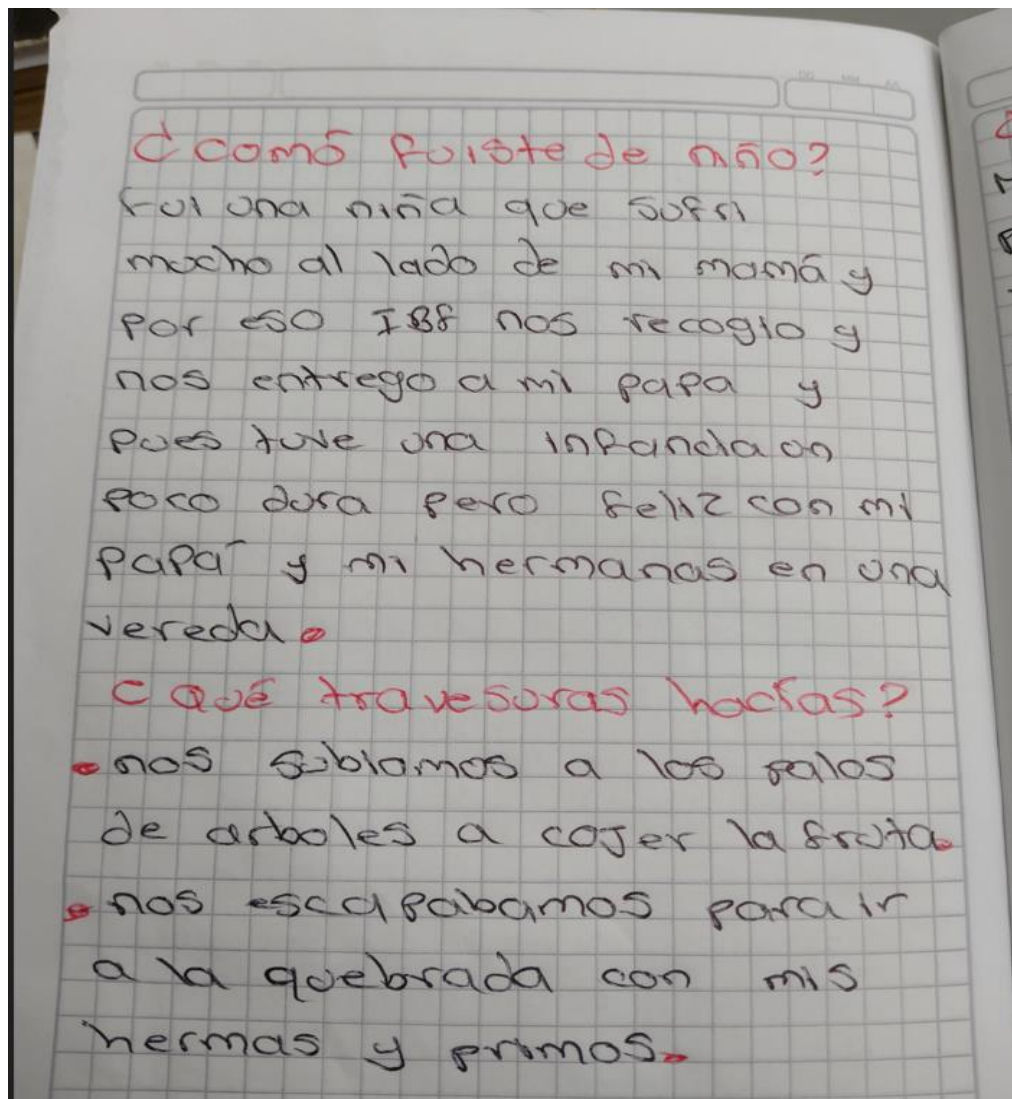 ¿comó fuiste de niño?
Fui una niña que sufri
mucho al lado de mi mamá y
por eso IBF nos recogio y
nos entrego a mi papa y
pues tuve una infancia un
poco dura pero feliz con mi
papá y mi hermanas en una
vereda.
¿Qué travesuras hacías?
- nos subiamos a los palos
de arboles a cojer la fruta.
- nos escapabamos para ir
a la quebrada con mis
hermas y primos.